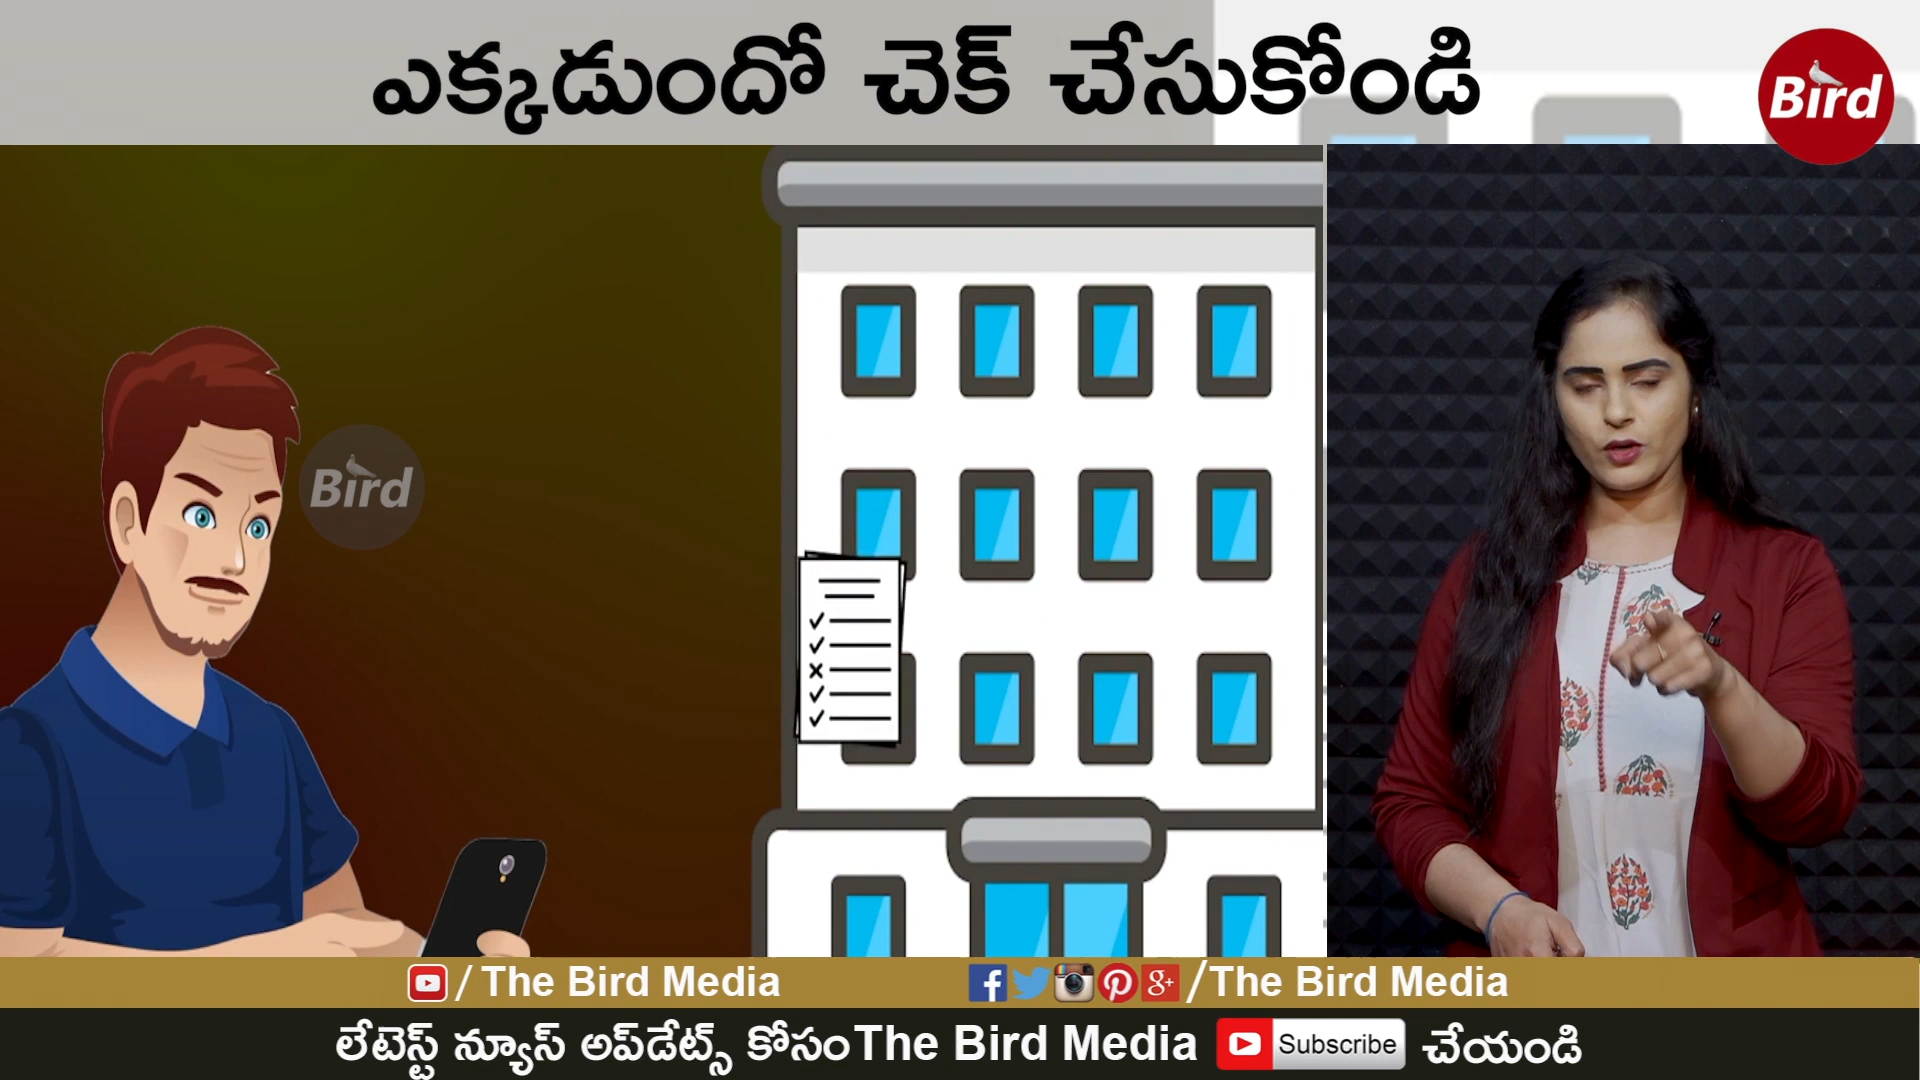 ఎక్కడుందో చెక్ చేసుకోండి
Bird
Bird
/ The Bird Media
/The Bird Media
లేటెస్ట్ న్యూస్ అప్‌డేట్స్ కోసం The Bird Media Subscribe చేయండి